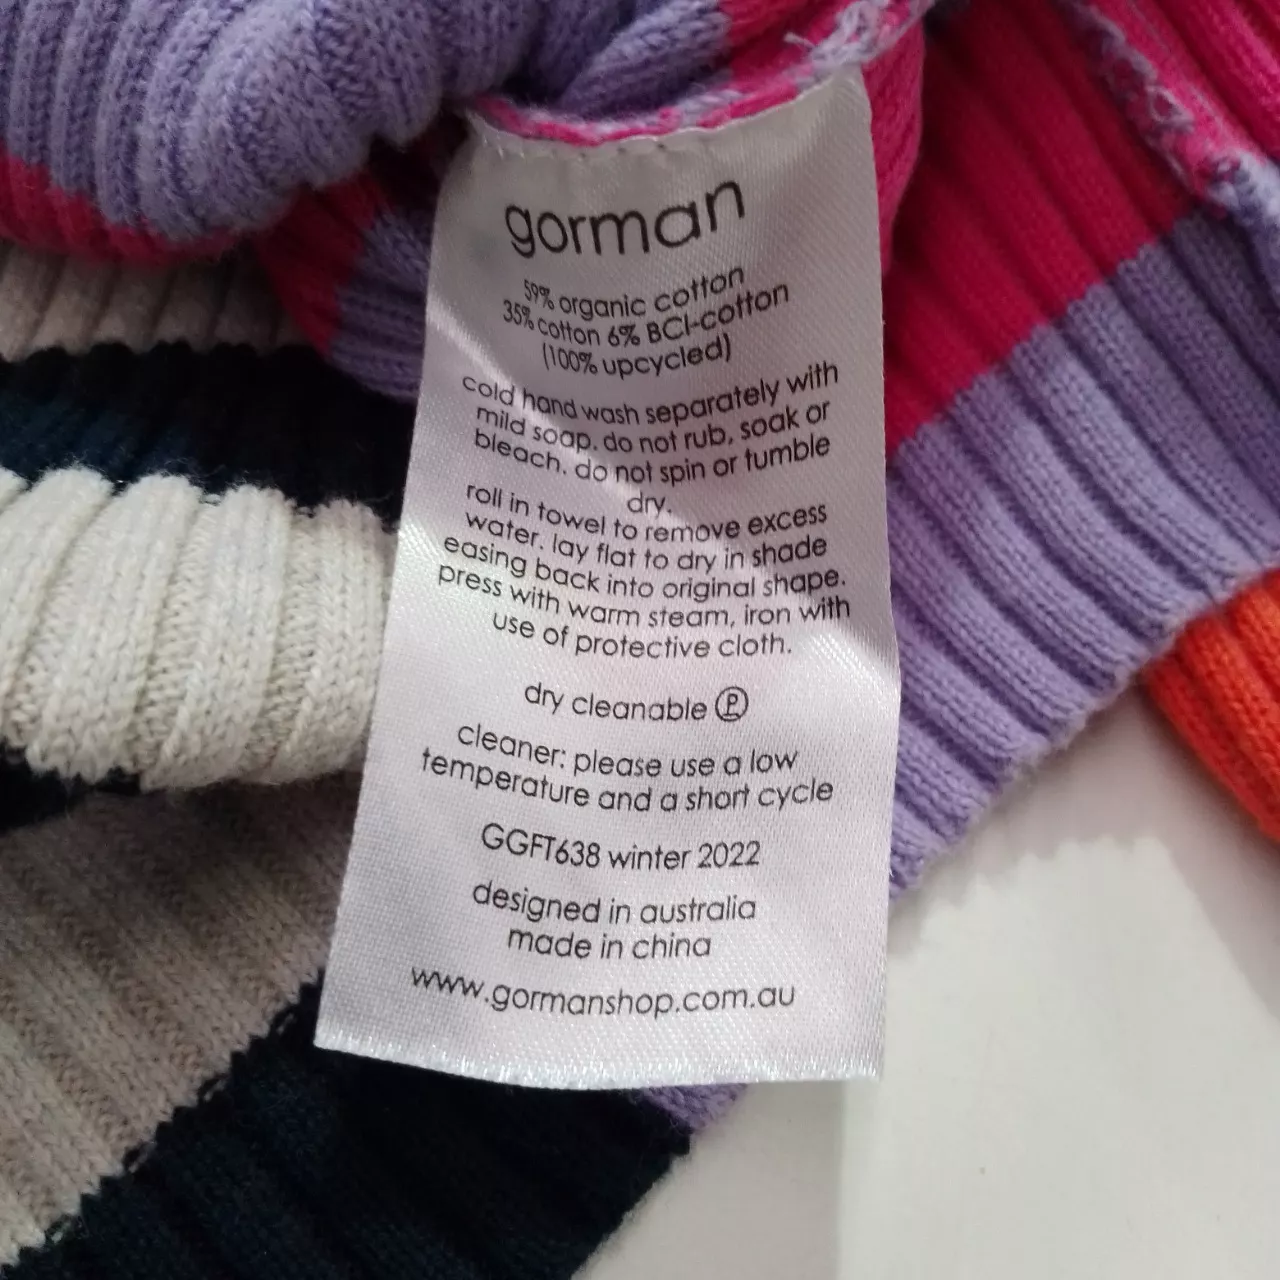 gorman
59% organic cotton
35% cotton 6% BCI-cotton
(100% upcycled)
cold hand wash separately with
mild soap. do not rub, soak or
bleach. do not spin or tumble
dry.
roll in towel to remove excess
water. lay flat to dry in shade
easing back into original shape.
press with warm steam, iron with
use of protective cloth.
dry cleanable Ⓟ
cleaner: please use a low
temperature and a short cycle
GGFT638 winter 2022
designed in australia
made in china
www.gormanshop.com.au